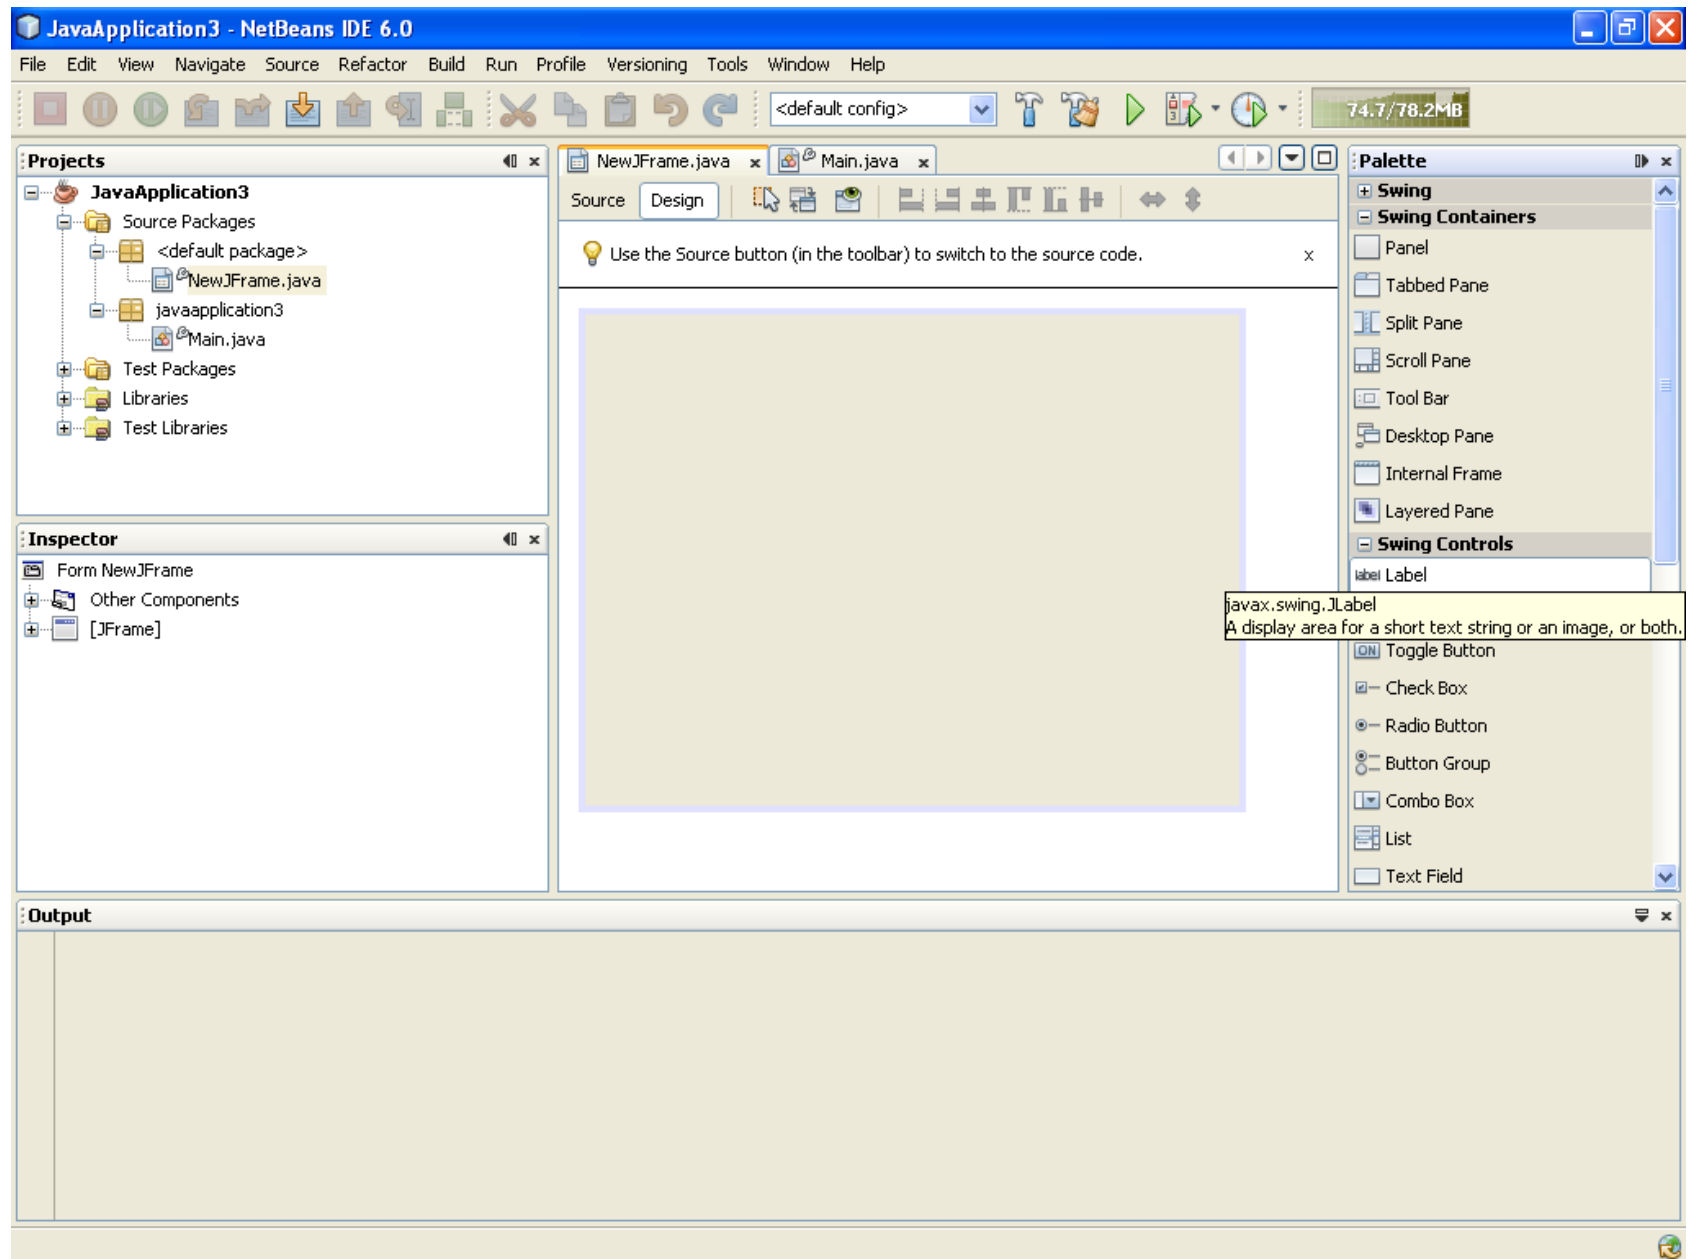 JavaApplication3 - NetBeans IDE 6.0
File Edit View Navigate Source Refactor Build Run Profile Versioning Tools Window Help
<default config>
74.7/78.2MB
Projects
JavaApplication3
Source Packages
<default package>
NewJFrame.java
javaapplication3
Main.java
Test Packages
Libraries
Test Libraries
Inspector
Form NewJFrame
Other Components
[JFrame]
NewJFrame.java
Main.java
Source Design
Use the Source button (in the toolbar) to switch to the source code.
Palette
Swing
Swing Containers
Panel
Tabbed Pane
Split Pane
Scroll Pane
Tool Bar
Desktop Pane
Internal Frame
Layered Pane
Swing Controls
label Label
javax.swing.JLabel
A display area for a short text string or an image, or both.
ON Toggle Button
Check Box
Radio Button
Button Group
Combo Box
List
Text Field
Output